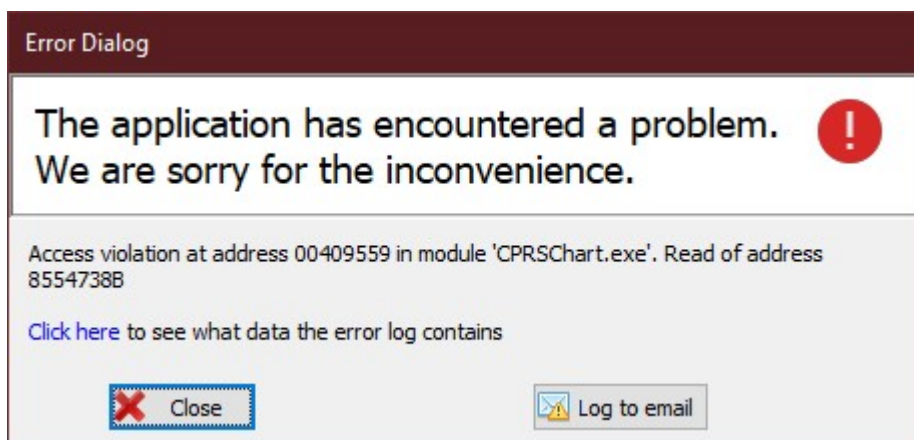 Error Dialog
The application has encountered a problem.
We are sorry for the inconvenience.
Access violation at address 00409559 in module 'CPRSChart.exe'. Read of address
8554738B
Click here to see what data the error log contains
Close
Log to email